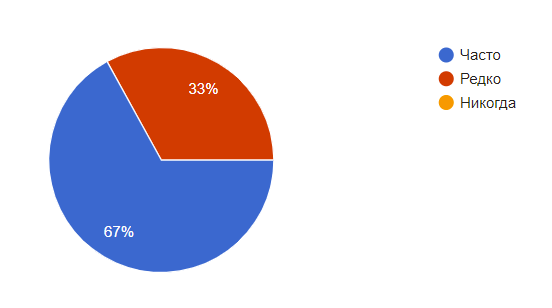 Часто
Редко
Никогда
33%
67%